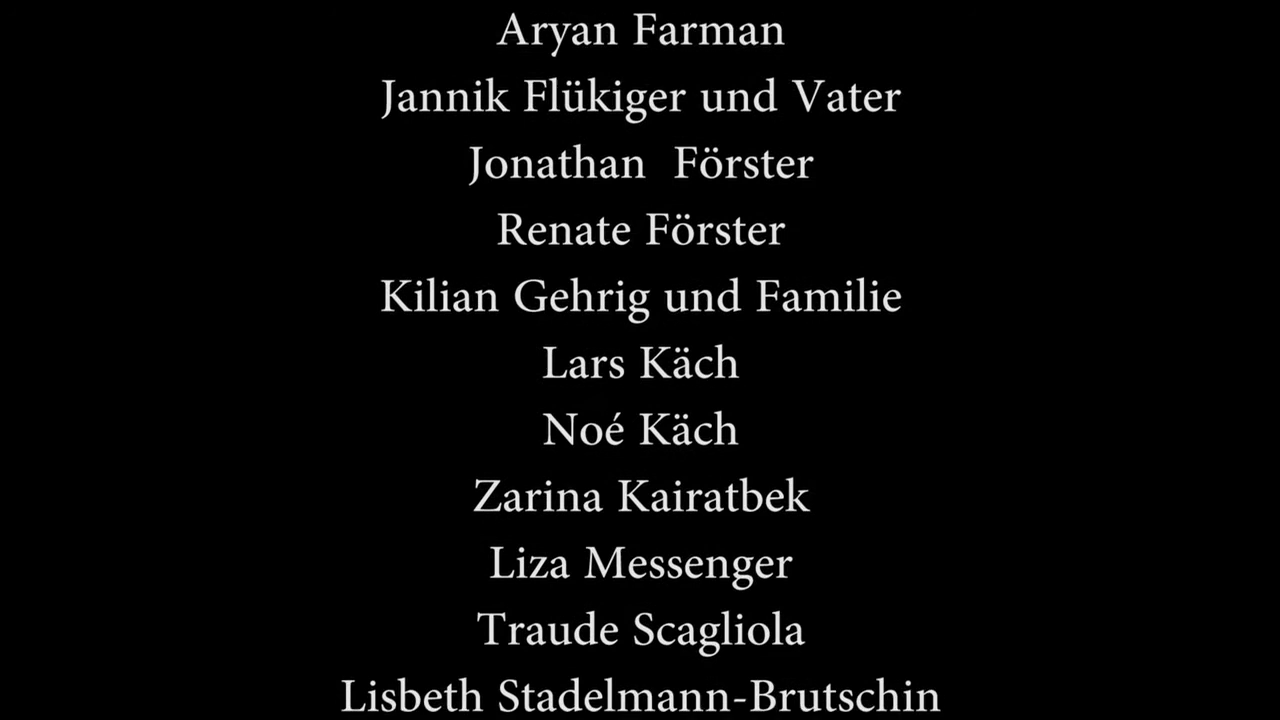 Aryan Farman
Jannik Flükiger und Vater
Jonathan  Förster
Renate Förster
Kilian Gehrig und Familie
Lars Käch
Noé Käch
Zarina Kairatbek
Liza Messenger
Traude Scagliola
Lisbeth Stadelmann-Brutschin